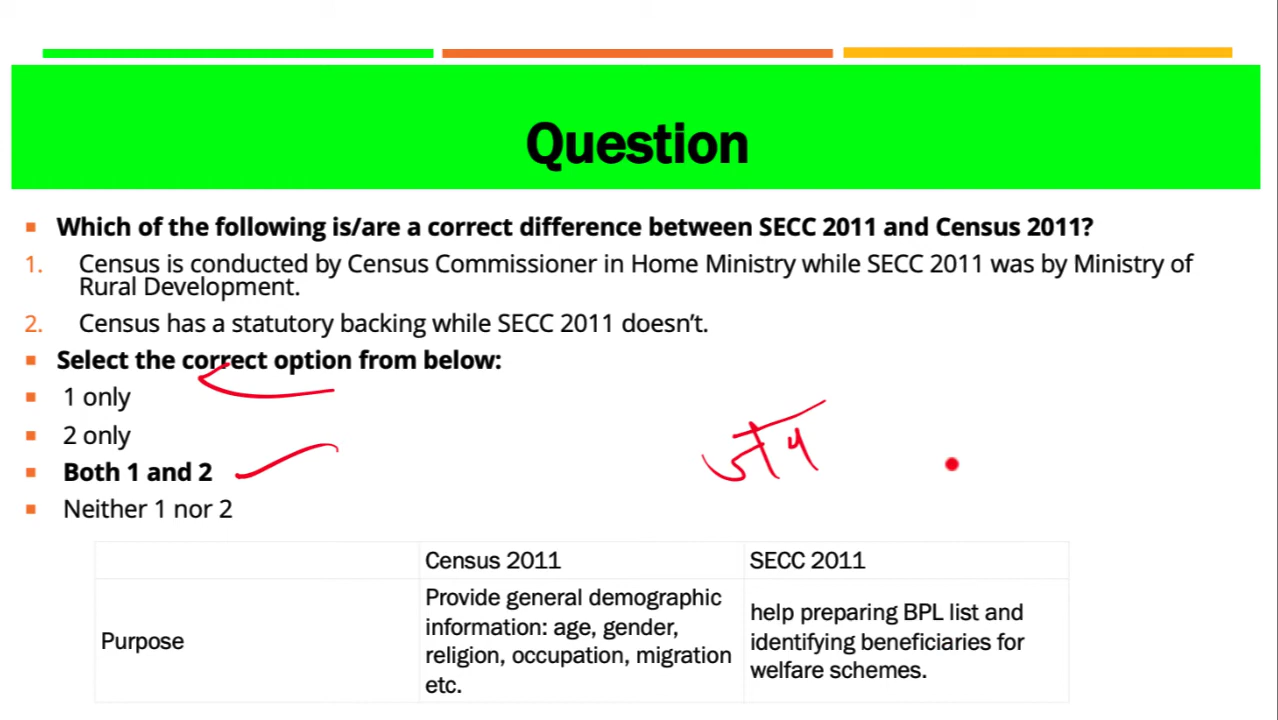 Question
Which of the following is/are a correct difference between SECC 2011 and Census 2011?
1. Census is conducted by Census Commissioner in Home Ministry while SECC 2011 was by Ministry of
Rural Development.
2. Census has a statutory backing while SECC 2011 doesn’t.
Select the correct option from below:
1 only
2 only
Both 1 and 2
Neither 1 nor 2
Census 2011 SECC 2011
Purpose
Provide general demographic
information: age, gender,
religion, occupation, migration
etc.
help preparing BPL list and
identifying beneficiaries for
welfare schemes.